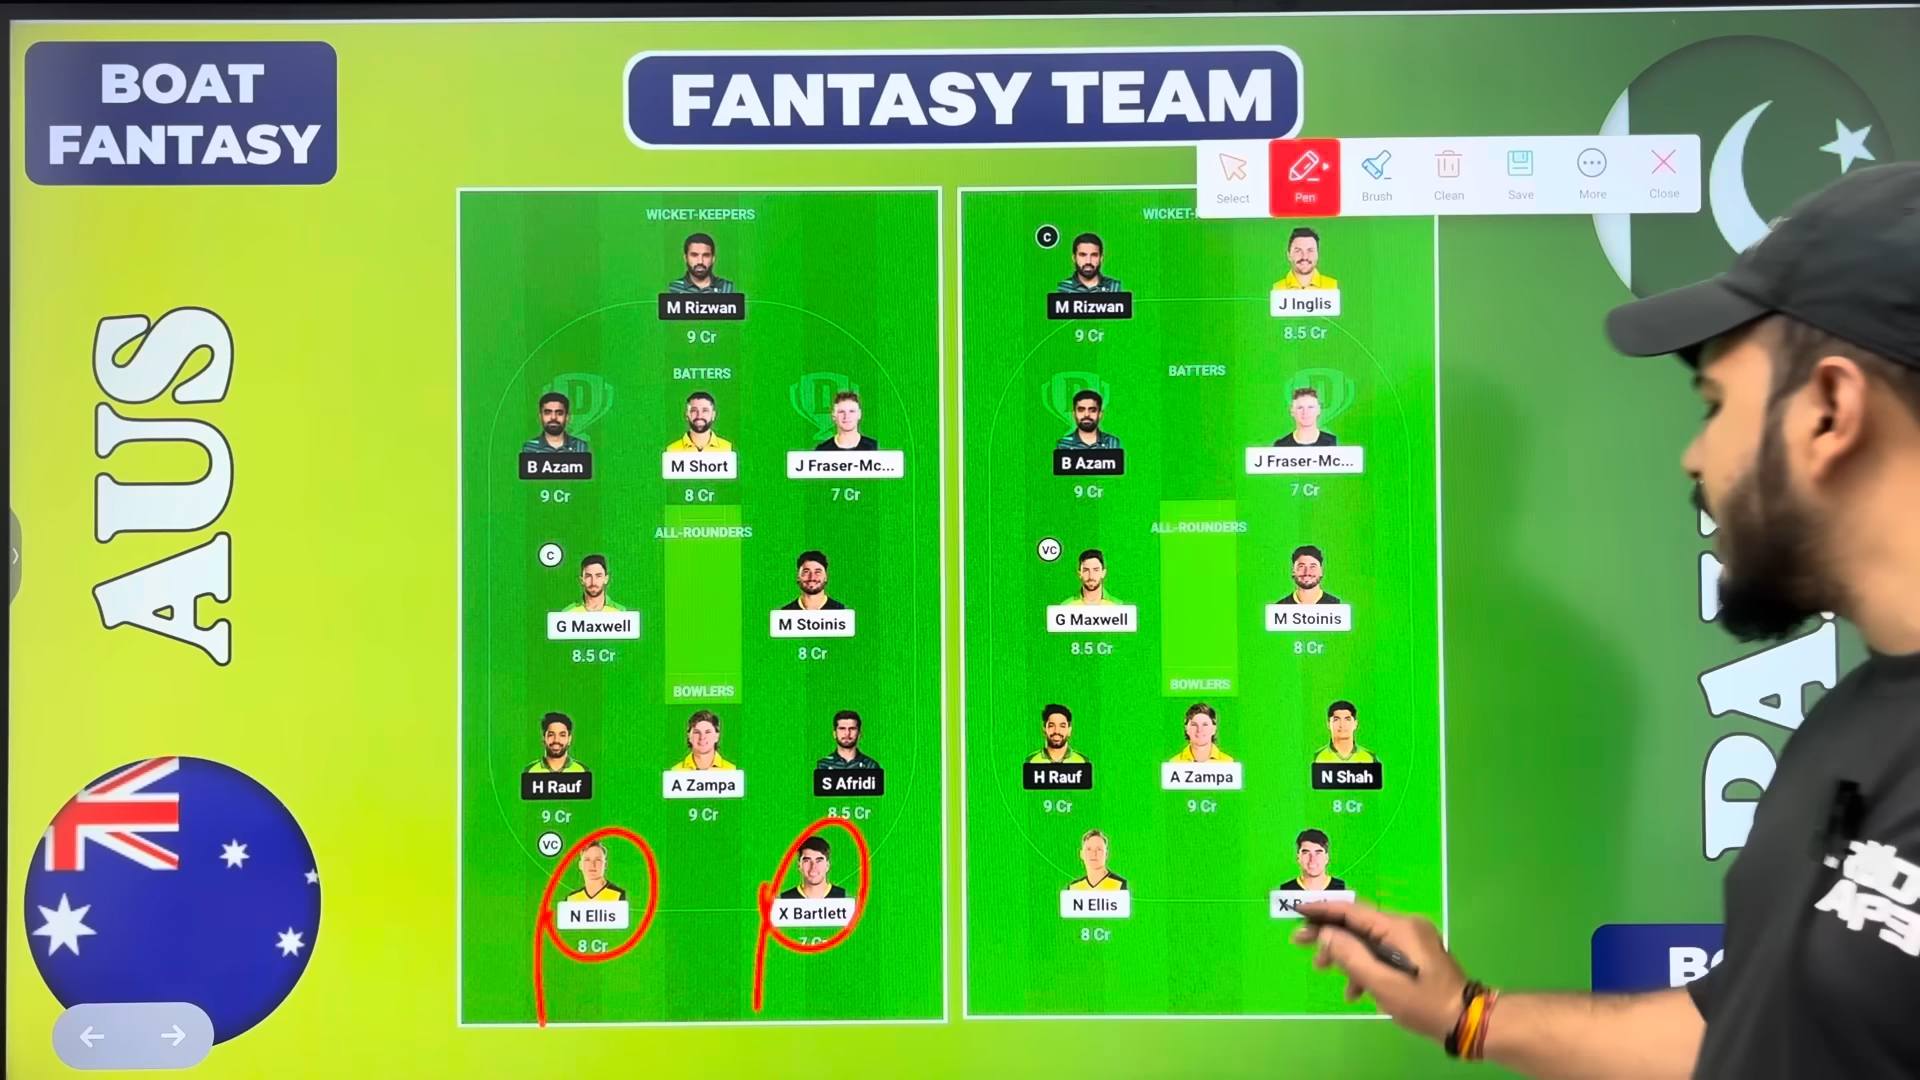 BOAT
FANTASY
FANTASY TEAM
Select
Pen
Brush
Clean
Save
More
Close
AUS
WICKET-KEEPERS
M Rizwan
9 Cr
BATTERS
B Azam
M Short
J Fraser-Mc...
9 Cr
8 Cr
7 Cr
ALL-ROUNDERS
C
G Maxwell
M Stoinis
8.5 Cr
8 Cr
BOWLERS
H Rauf
A Zampa
S Afridi
9 Cr
9 Cr
8.5 Cr
VC
N Ellis
X Bartlett
8 Cr
7 Cr
C
M Rizwan
J Inglis
9 Cr
8.5 Cr
BATTERS
B Azam
J Fraser-Mc...
9 Cr
7 Cr
ALL-ROUNDERS
VC
G Maxwell
M Stoinis
8.5 Cr
8 Cr
BOWLERS
H Rauf
A Zampa
N Shah
9 Cr
9 Cr
8 Cr
N Ellis
8 Cr